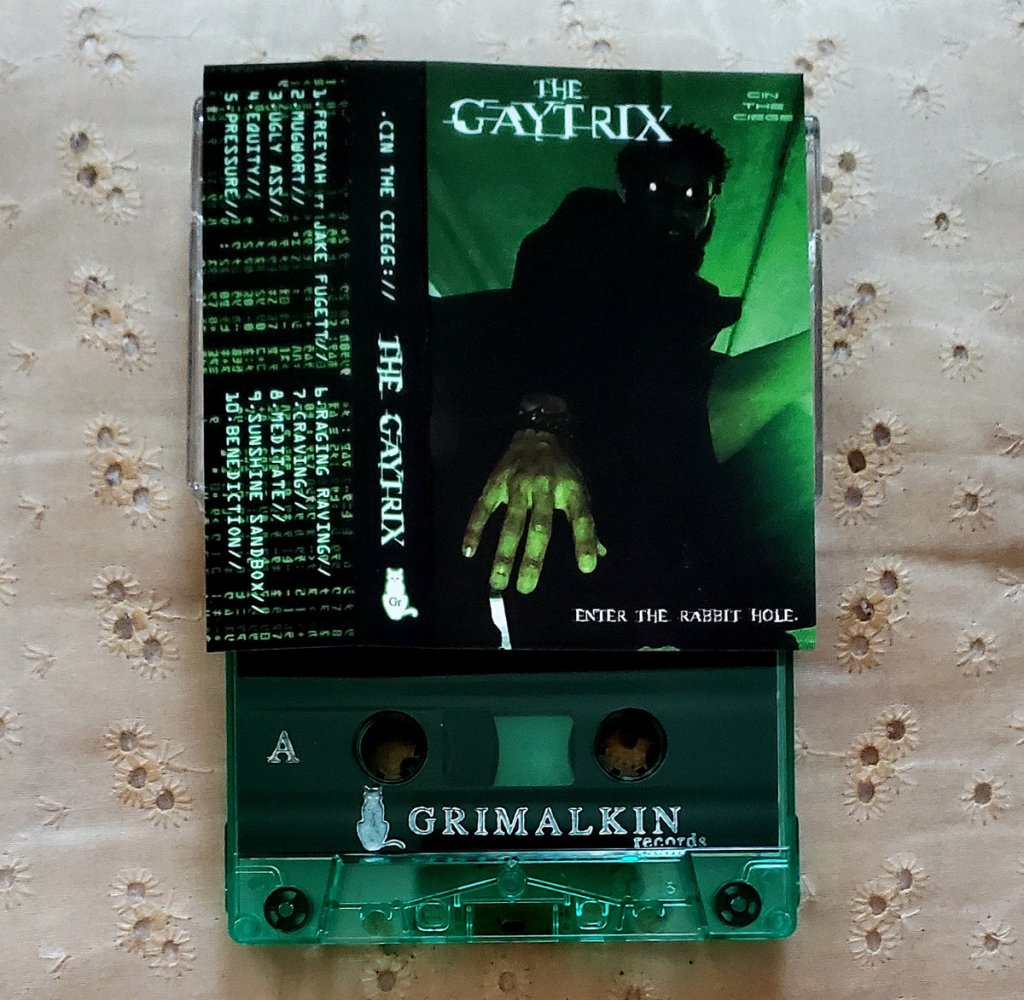 THE
GAYTRIX
CIN
THE
CIEGE
ENTER THE RABBIT HOLE.
.CIN THE CIEGE:// THE GAYTRIX
Gr
1.FREEYAH FT JAKE FUGETT//
2.MUGWORT//
3.UGLY ASS//
4.EQUITY//
5.PRESSURE//
6.RAGING RAVING//
7.CRAVING//
8.MEDITATE//
9.SUNSHINE SANDBOX//
10.BENEDICTION//
A
GRIMALKIN
records